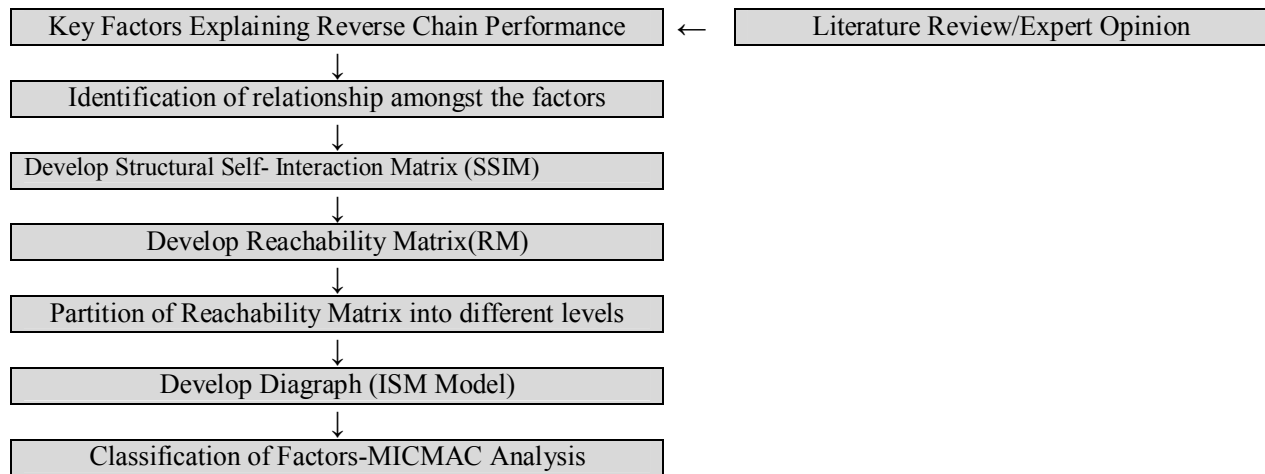 Key Factors Explaining Reverse Chain Performance ← Literature Review/Expert Opinion
↓
Identification of relationship amongst the factors
↓
Develop Structural Self- Interaction Matrix (SSIM)
↓
Develop Reachability Matrix(RM)
↓
Partition of Reachability Matrix into different levels
↓
Develop Diagraph (ISM Model)
↓
Classification of Factors-MICMAC Analysis